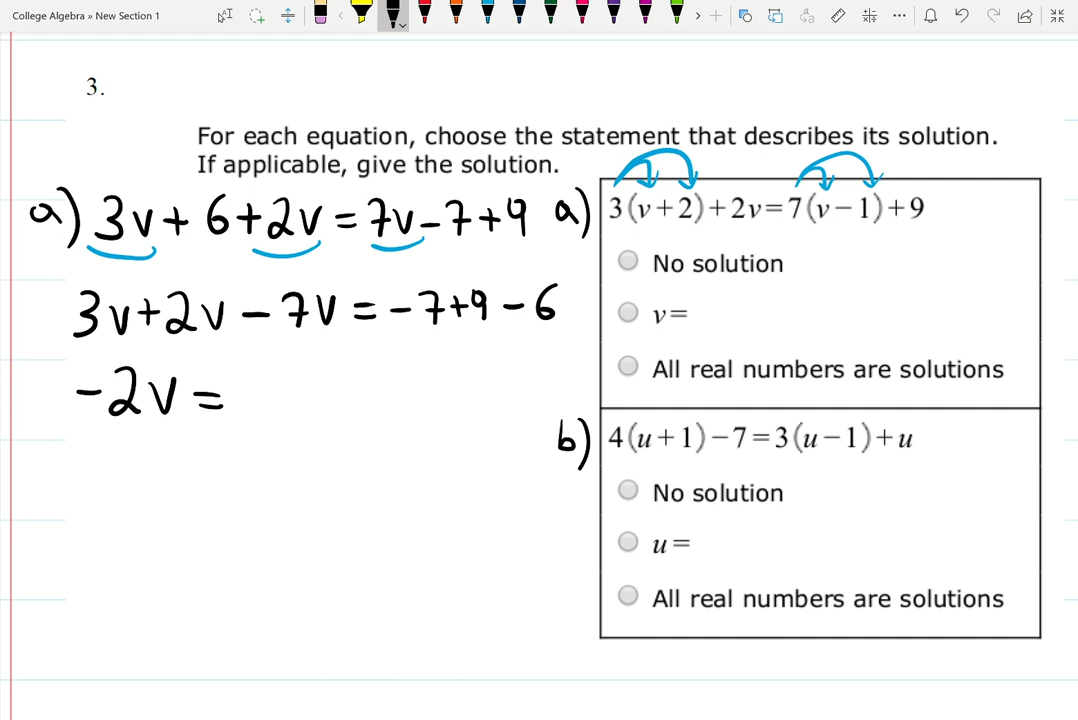 College Algebra » New Section 1
3.
For each equation, choose the statement that describes its solution.
If applicable, give the solution.
a) 3v + 6 + 2v = 7v - 7 + 9
3v + 2v - 7v = - 7 + 9 - 6
- 2v =
a) 3(v+2)+2v=7(v−1)+9
No solution
v=
All real numbers are solutions
b) 4(u+1)−7=3(u−1)+u
No solution
u=
All real numbers are solutions